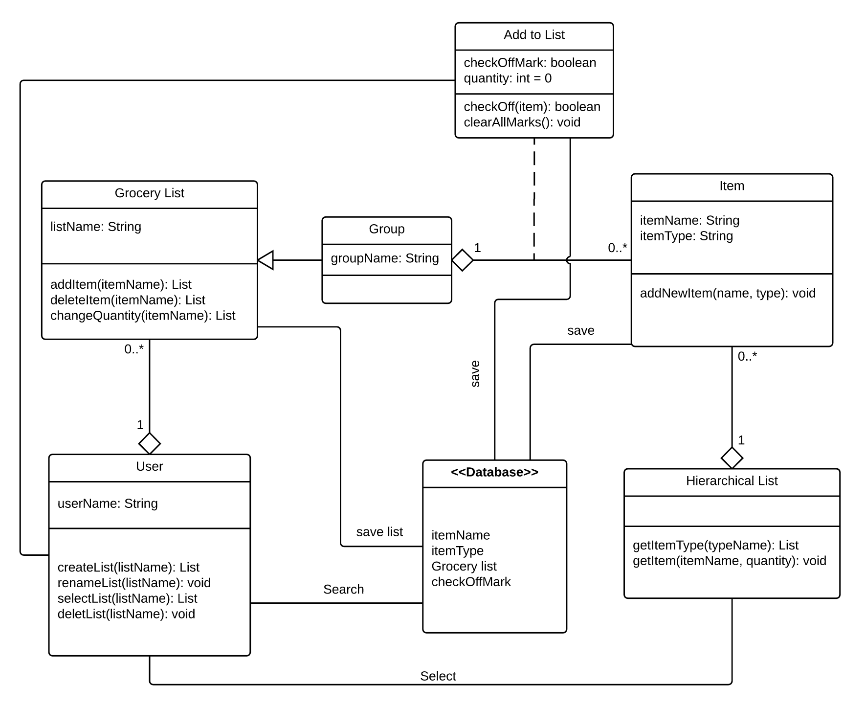 Add to List
checkOffMark: boolean
quantity: int = 0
checkOff(item): boolean
clearAllMarks(): void
Grocery List
listName: String
addItem(itemName): List
deleteItem(itemName): List
changeQuantity(itemName): List
Group
groupName: String
1
0..*
Item
itemName: String
itemType: String
addNewItem(name, type): void
save
save
0..*
1
0..*
1
User
userName: String
createList(listName): List
renameList(listName): void
selectList(listName): List
deletList(listName): void
save list
Search
<<Database>>
itemName
itemType
Grocery list
checkOffMark
Hierarchical List
getItemType(typeName): List
getItem(itemName, quantity): void
Select